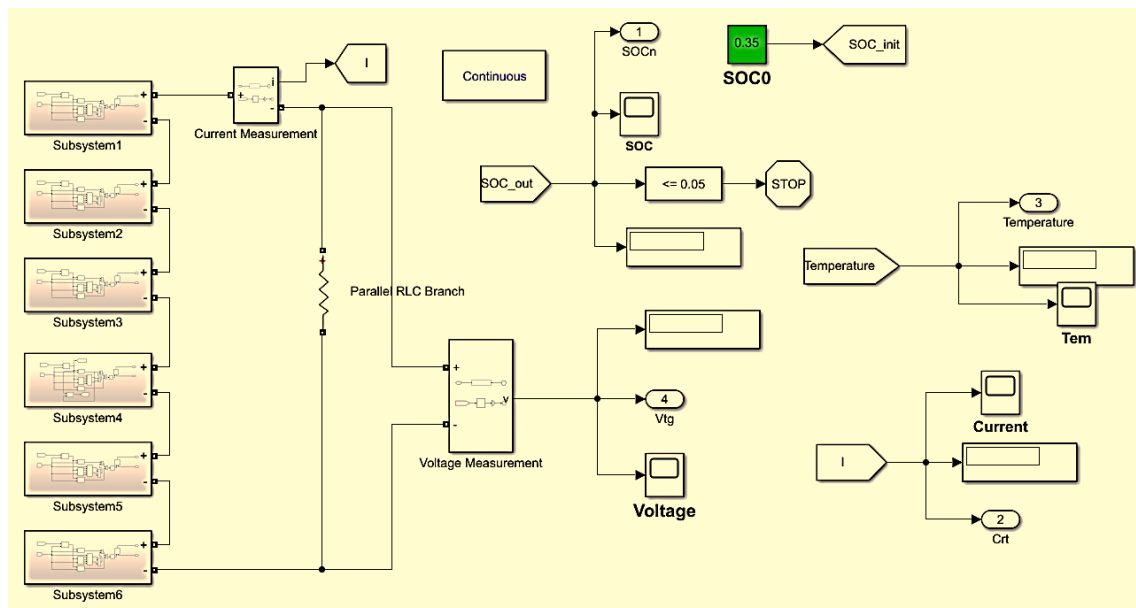 Subsystem1
Subsystem2
Subsystem3
Subsystem4
Subsystem5
Subsystem6
+
-
+
-
+
-
+
-
+
-
+
-
i
+
-
Current Measurement
I
+
Parallel RLC Branch
+
v
-
Voltage Measurement
Continuous
1
SOCn
SOC
SOC_out
<= 0.05
STOP
0.35
SOC0
SOC_init
4
Vtg
Voltage
Temperature
3
Temperature
Tem
I
Current
2
Crt